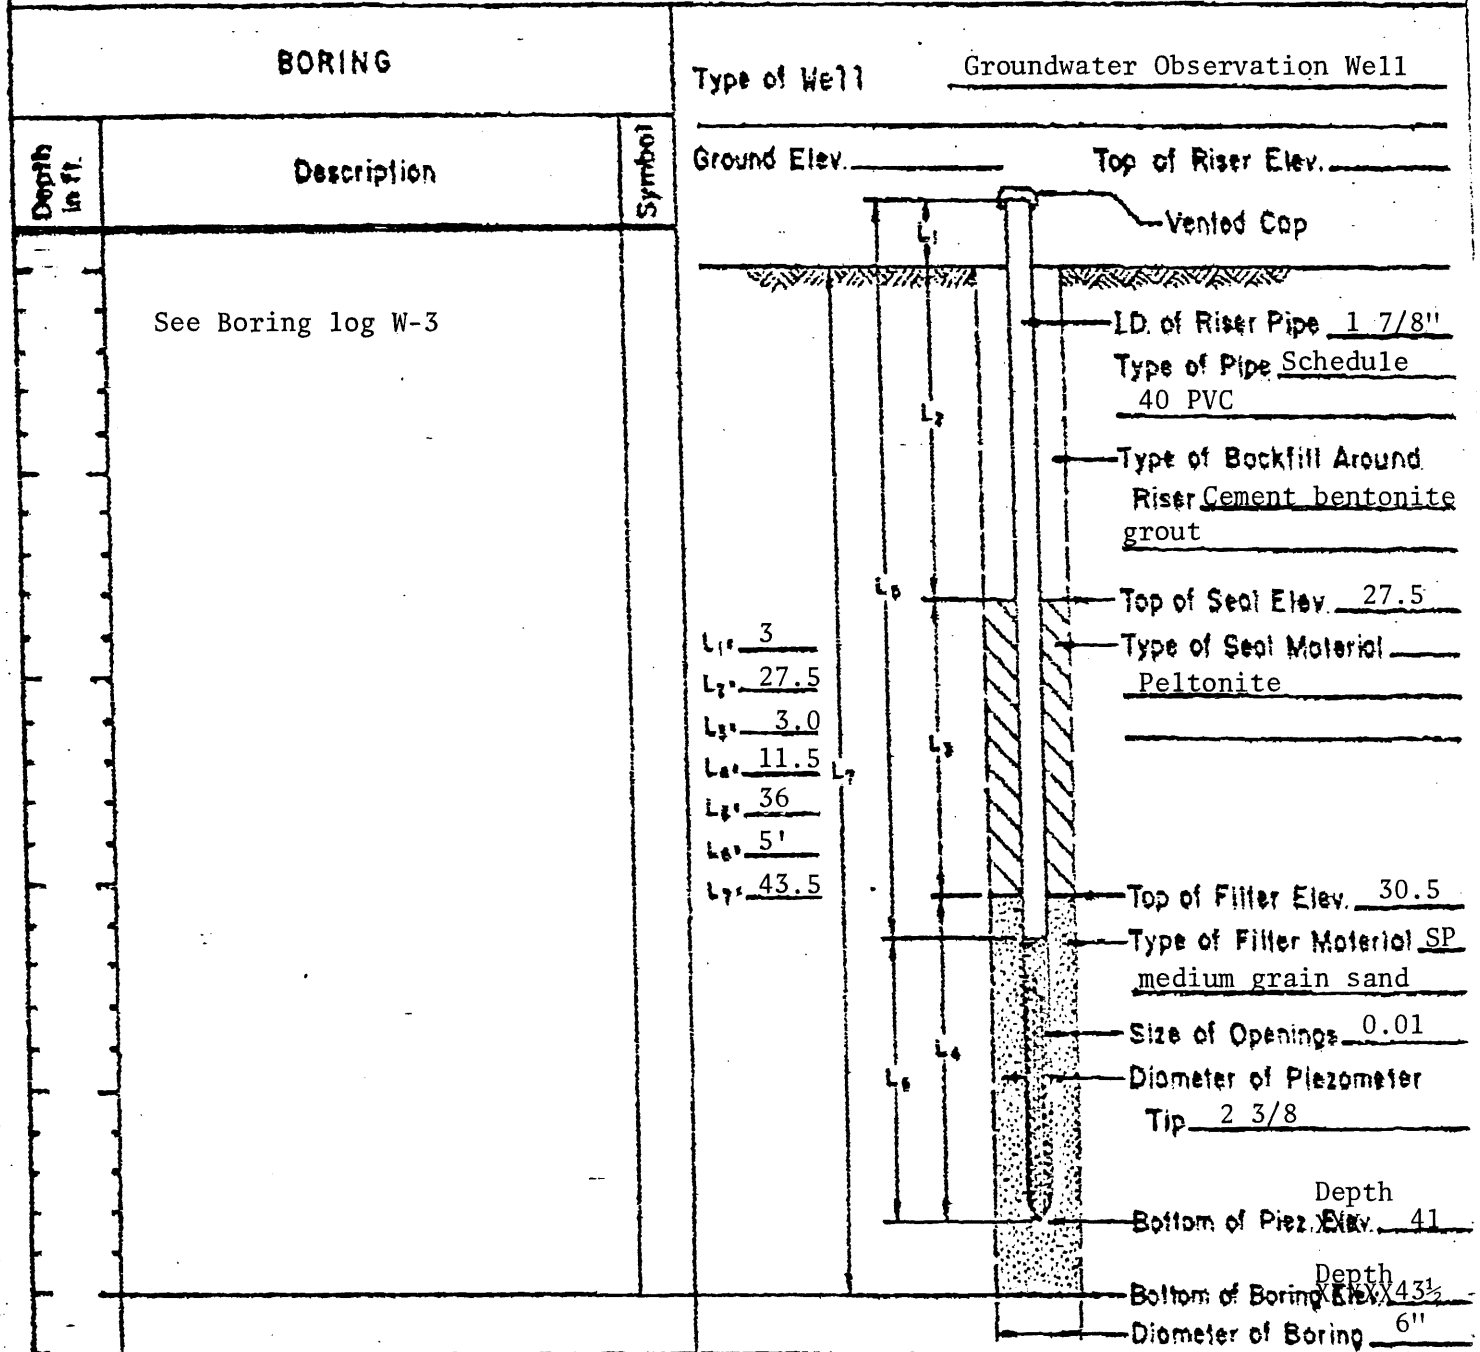 BORING
Type of Well Groundwater Observation Well
Depth in ft.
Description
Symbol
Ground Elev.
Top of Riser Elev.
Vented Cap
L1
See Boring log W-3
I.D. of Riser Pipe 1 7/8"
Type of Pipe Schedule
40 PVC
L2
Type of Backfill Around
Riser Cement bentonite
grout
L5
Top of Seal Elev. 27.5
L1= 3
Type of Seal Material
L2= 27.5
Peltonite
L3= 3.0
L3
L4= 11.5
L7
L5= 36
L6= 5'
L7= 43.5
Top of Filter Elev. 30.5
Type of Filter Material SP
medium grain sand
Size of Openings 0.01
L4
L6
Diameter of Piezometer
Tip 2 3/8
Depth
Bottom of Piez. Elev. 41
Depth
Bottom of Boring Elev. 43½
Diameter of Boring 6"